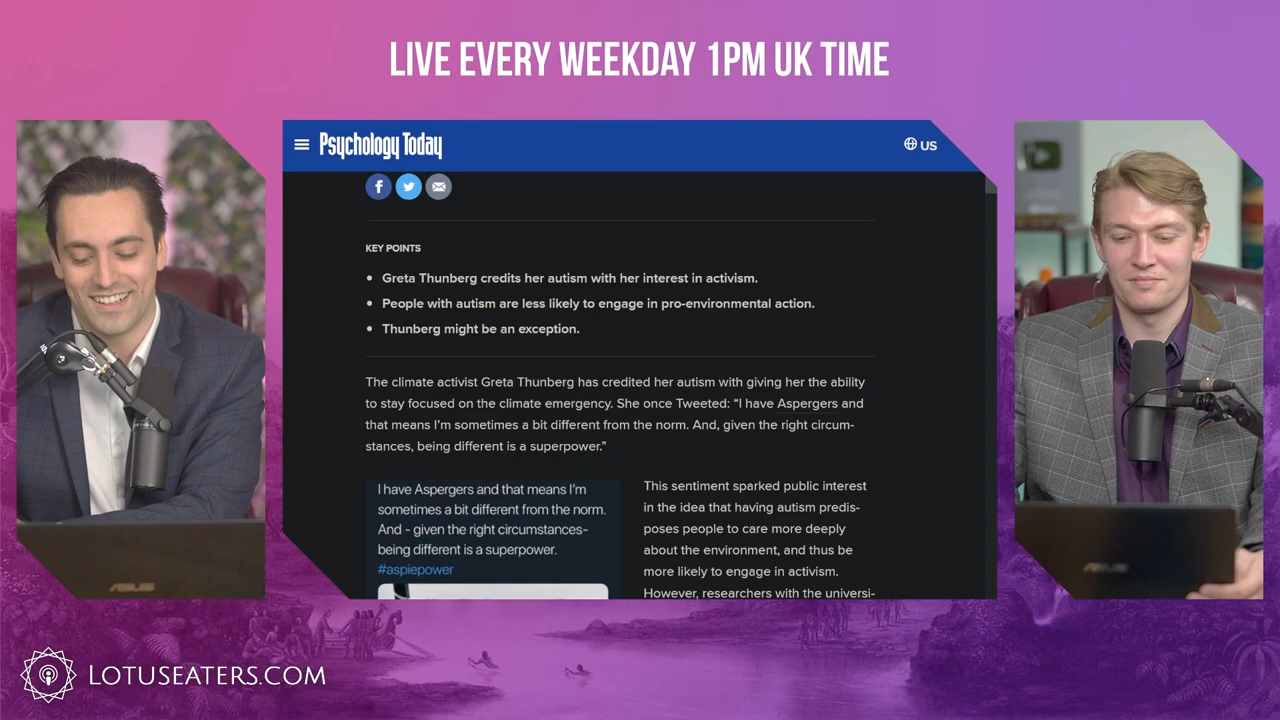 LIVE EVERY WEEKDAY 1PM UK TIME
Psychology Today
US
KEY POINTS
Greta Thunberg credits her autism with her interest in activism.
People with autism are less likely to engage in pro-environmental action.
Thunberg might be an exception.
The climate activist Greta Thunberg has credited her autism with giving her the ability
to stay focused on the climate emergency. She once Tweeted: “I have Aspergers and
that means I’m sometimes a bit different from the norm. And, given the right circum-
stances, being different is a superpower.”
I have Aspergers and that means I’m
sometimes a bit different from the norm.
And - given the right circumstances-
being different is a superpower.
#aspiepower
This sentiment sparked public interest
in the idea that having autism predis-
poses people to care more deeply
about the environment, and thus be
more likely to engage in activism.
However, researchers with the universi-
ASUS
ASUS
LOTUSEATERS.COM